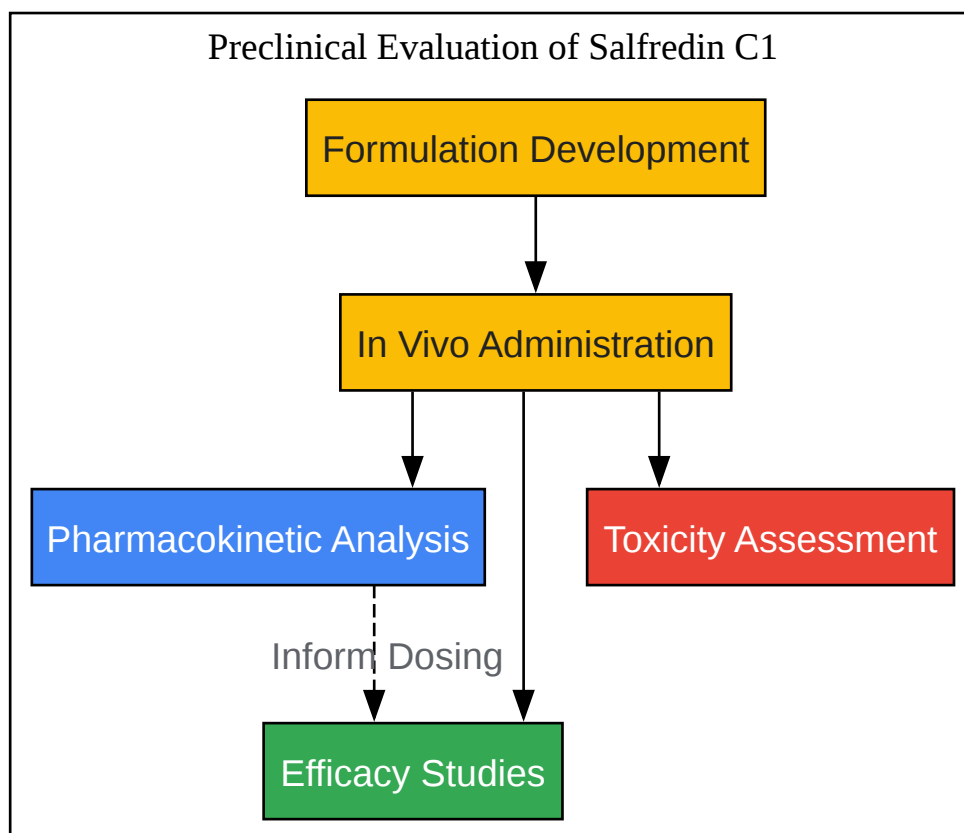 Preclinical Evaluation of Salfredin C1
Formulation Development
In Vivo Administration
Pharmacokinetic Analysis
Toxicity Assessment
Inform Dosing
Efficacy Studies